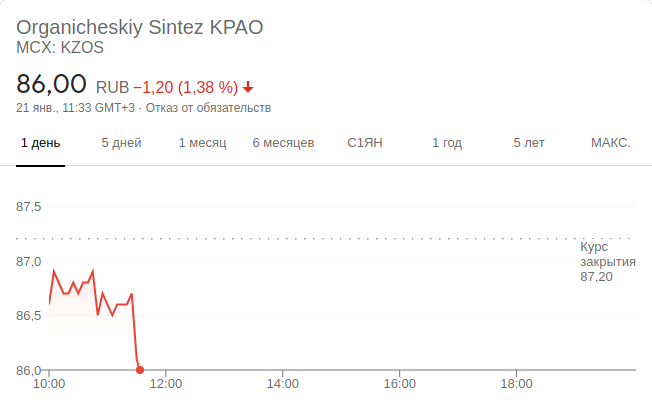 Organicheskiy Sintez KPAO
MCX: KZOS
86,00 RUB −1,20 (1,38 %)
21 янв., 11:33 GMT+3 · Отказ от обязательств
1 день 5 дней 1 месяц 6 месяцев С1ЯН 1 год 5 лет МАКС.
87,5
Курс
закрытия
87,20
87,0
86,5
86,0
10:00 12:00 14:00 16:00 18:00